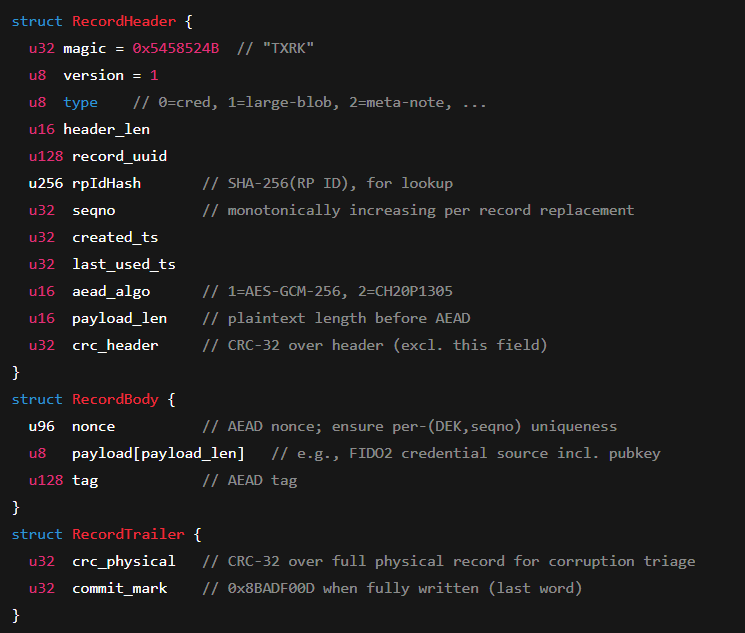 struct RecordHeader {
  u32 magic = 0x5458524B  // "TXRK"
  u8  version = 1
  u8  type    // 0=cred, 1=large-blob, 2=meta-note, ...
  u16 header_len
  u128 record_uuid
  u256 rpIdHash       // SHA-256(RP ID), for lookup
  u32  seqno          // monotonically increasing per record replacement
  u32  created_ts
  u32  last_used_ts
  u16  aead_algo      // 1=AES-GCM-256, 2=CH20P1305
  u16  payload_len    // plaintext length before AEAD
  u32  crc_header     // CRC-32 over header (excl. this field)
}
struct RecordBody {
  u96  nonce          // AEAD nonce; ensure per-(DEK,seqno) uniqueness
  u8   payload[payload_len]   // e.g., FIDO2 credential source incl. pubkey
  u128 tag            // AEAD tag
}
struct RecordTrailer {
  u32  crc_physical   // CRC-32 over full physical record for corruption triage
  u32  commit_mark    // 0x8BADF00D when fully written (last word)
}